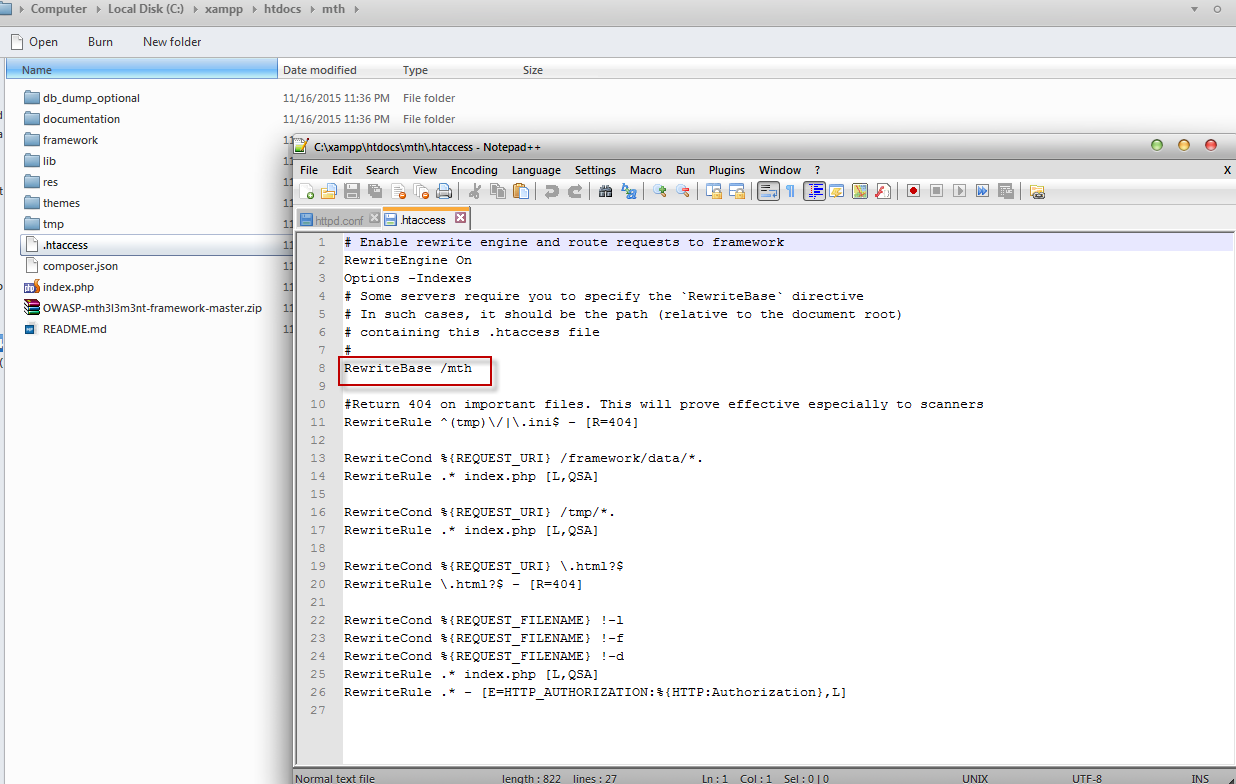 Computer Local Disk (C:) xampp htdocs mth
Open Burn New folder
Name Date modified Type Size
db_dump_optional 11/16/2015 11:36 PM File folder
documentation 11/16/2015 11:36 PM File folder
framework 11
lib 11
res 11
themes 11
tmp 11
.htaccess 11
composer.json 11
index.php 11
OWASP-mth3l3m3nt-framework-master.zip 11
README.md 11
C:\xampp\htdocs\mth\.htaccess - Notepad++
File Edit Search View Encoding Language Settings Macro Run Plugins Window ? X
httpd.conf .htaccess
1 # Enable rewrite engine and route requests to framework
2 RewriteEngine On
3 Options -Indexes
4 # Some servers require you to specify the `RewriteBase` directive
5 # In such cases, it should be the path (relative to the document root)
6 # containing this .htaccess file
7 #
8 RewriteBase /mth
9
10 #Return 404 on important files. This will prove effective especially to scanners
11 RewriteRule ^(tmp)\/|\.ini$ - [R=404]
12
13 RewriteCond %{REQUEST_URI} /framework/data/*.
14 RewriteRule .* index.php [L,QSA]
15
16 RewriteCond %{REQUEST_URI} /tmp/*.
17 RewriteRule .* index.php [L,QSA]
18
19 RewriteCond %{REQUEST_URI} \.html?$
20 RewriteRule \.html?$ - [R=404]
21
22 RewriteCond %{REQUEST_FILENAME} !-l
23 RewriteCond %{REQUEST_FILENAME} !-f
24 RewriteCond %{REQUEST_FILENAME} !-d
25 RewriteRule .* index.php [L,QSA]
26 RewriteRule .* - [E=HTTP_AUTHORIZATION:%{HTTP:Authorization},L]
27
Normal text file length : 822 lines : 27 Ln : 1 Col : 1 Sel : 0 | 0 UNIX UTF-8 INS